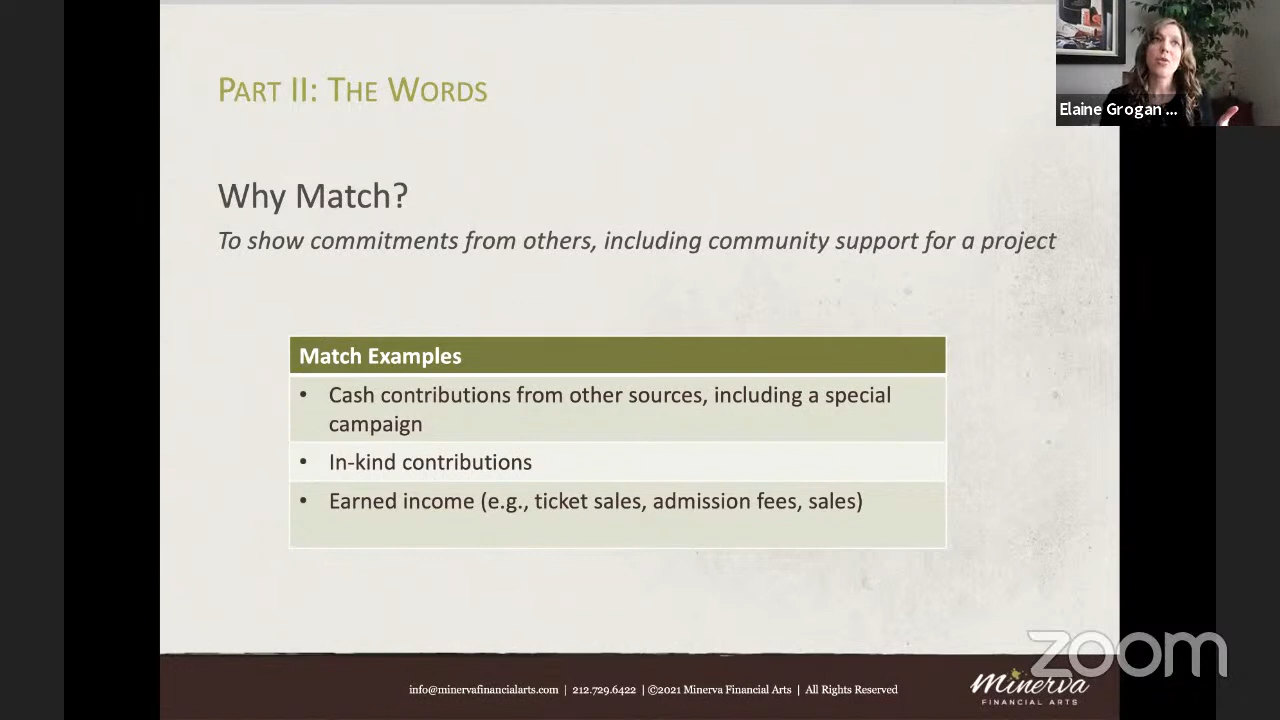 PART II: THE WORDS
Elaine Grogan ...
Why Match?
To show commitments from others, including community support for a project
Match Examples
• Cash contributions from other sources, including a special
campaign
• In-kind contributions
• Earned income (e.g., ticket sales, admission fees, sales)
info@minervafinancialarts.com | 212.729.6422 | ©2021 Minerva Financial Arts | All Rights Reserved
Minerva
FINANCIAL ARTS
zoom